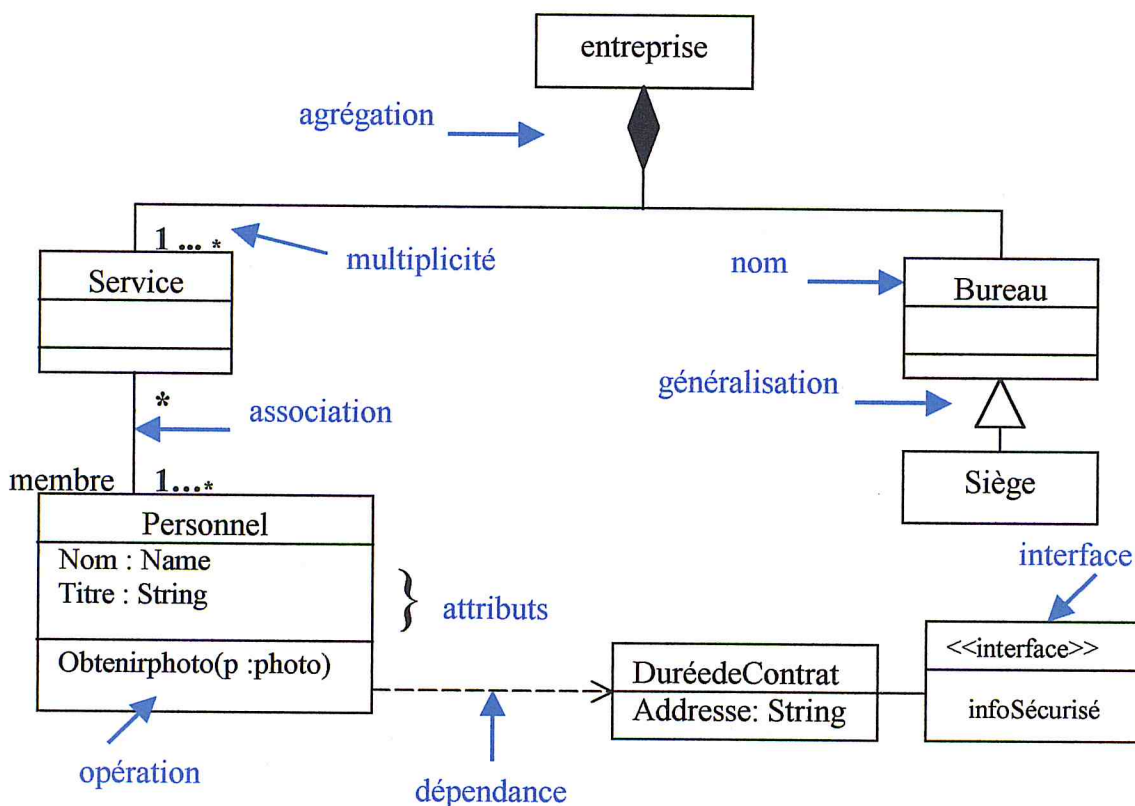 entreprise
agrégation
1 ... *
multiplicité
nom
Service
Bureau
généralisation
*
association
membre
1...*
Siège
Personnel
Nom : Name
Titre : String
} attributs
interface
<<interface>>
infoSécurisé
Obtenirphoto(p :photo)
DuréedeContrat
Addresse: String
opération
dépendance